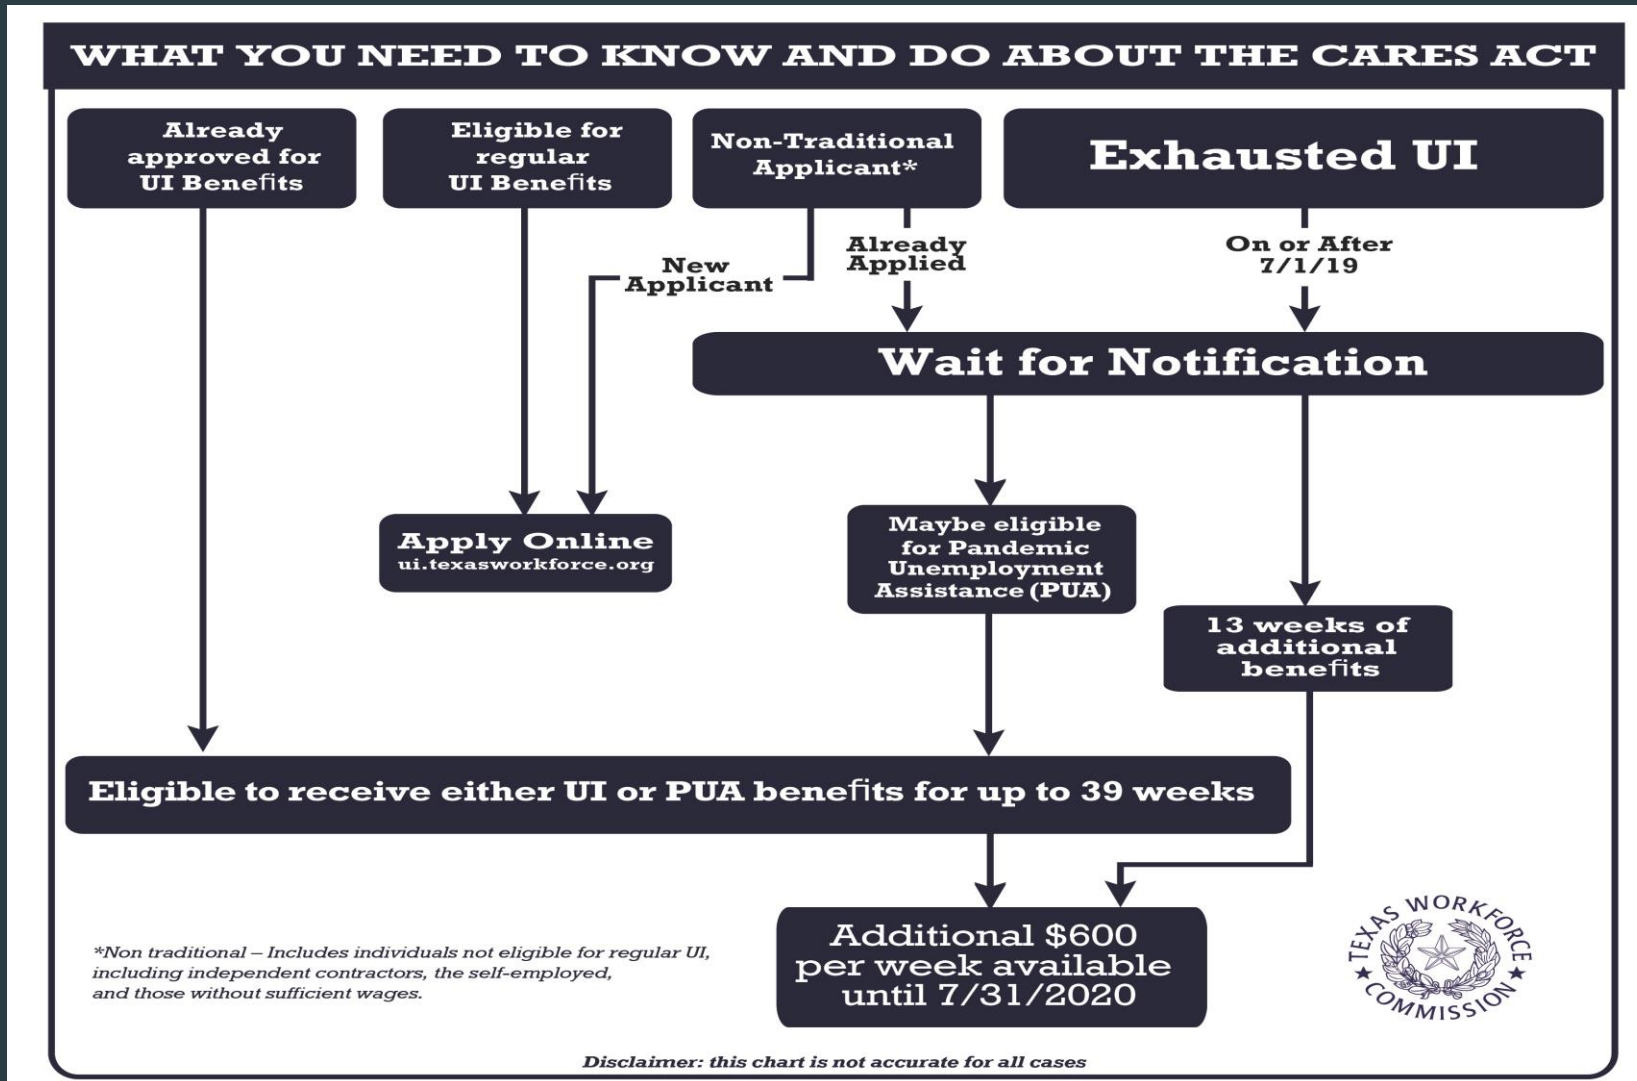 WHAT YOU NEED TO KNOW AND DO ABOUT THE CARES ACT
Already
approved for
UI Benefits
Eligible for
regular
UI Benefits
Non-Traditional
Applicant*
Exhausted UI
New
Applicant
Already
Applied
On or After
7/1/19
Wait for Notification
Apply Online
ui.texasworkforce.org
Maybe eligible
for Pandemic
Unemployment
Assistance (PUA)
13 weeks of
additional
benefits
Eligible to receive either UI or PUA benefits for up to 39 weeks
Additional $600
per week available
until 7/31/2020
*Non traditional – Includes individuals not eligible for regular UI,
including independent contractors, the self-employed,
and those without sufficient wages.
TEXAS WORKFORCE
COMMISSION
Disclaimer: this chart is not accurate for all cases